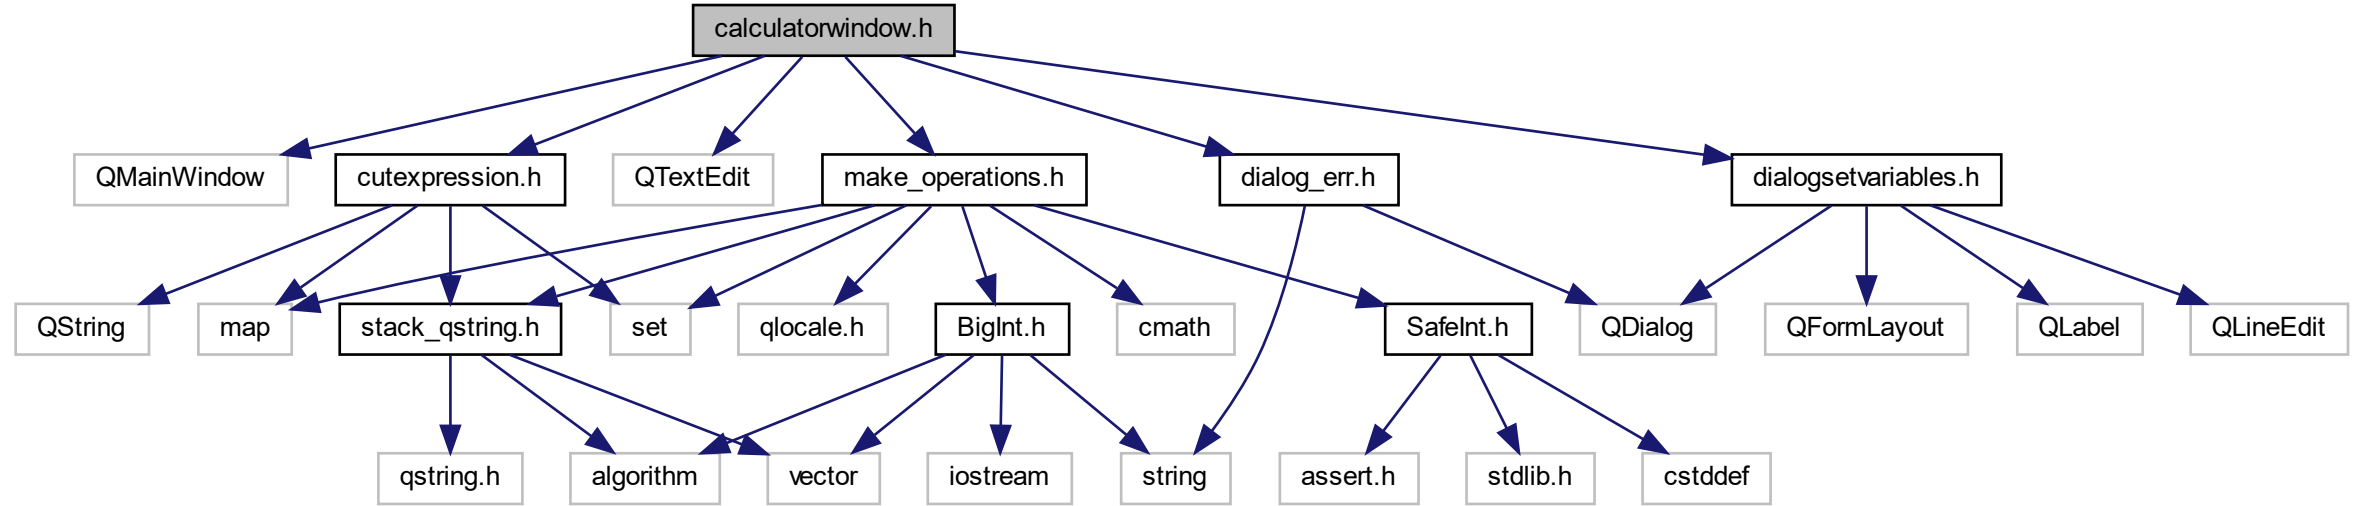 calculatorwindow.h
QMainWindow
cutexpression.h
QTextEdit
make_operations.h
dialog_err.h
dialogsetvariables.h
QString
map
stack_qstring.h
set
qlocale.h
BigInt.h
cmath
SafeInt.h
QDialog
QFormLayout
QLabel
QLineEdit
qstring.h
algorithm
vector
iostream
string
assert.h
stdlib.h
cstddef